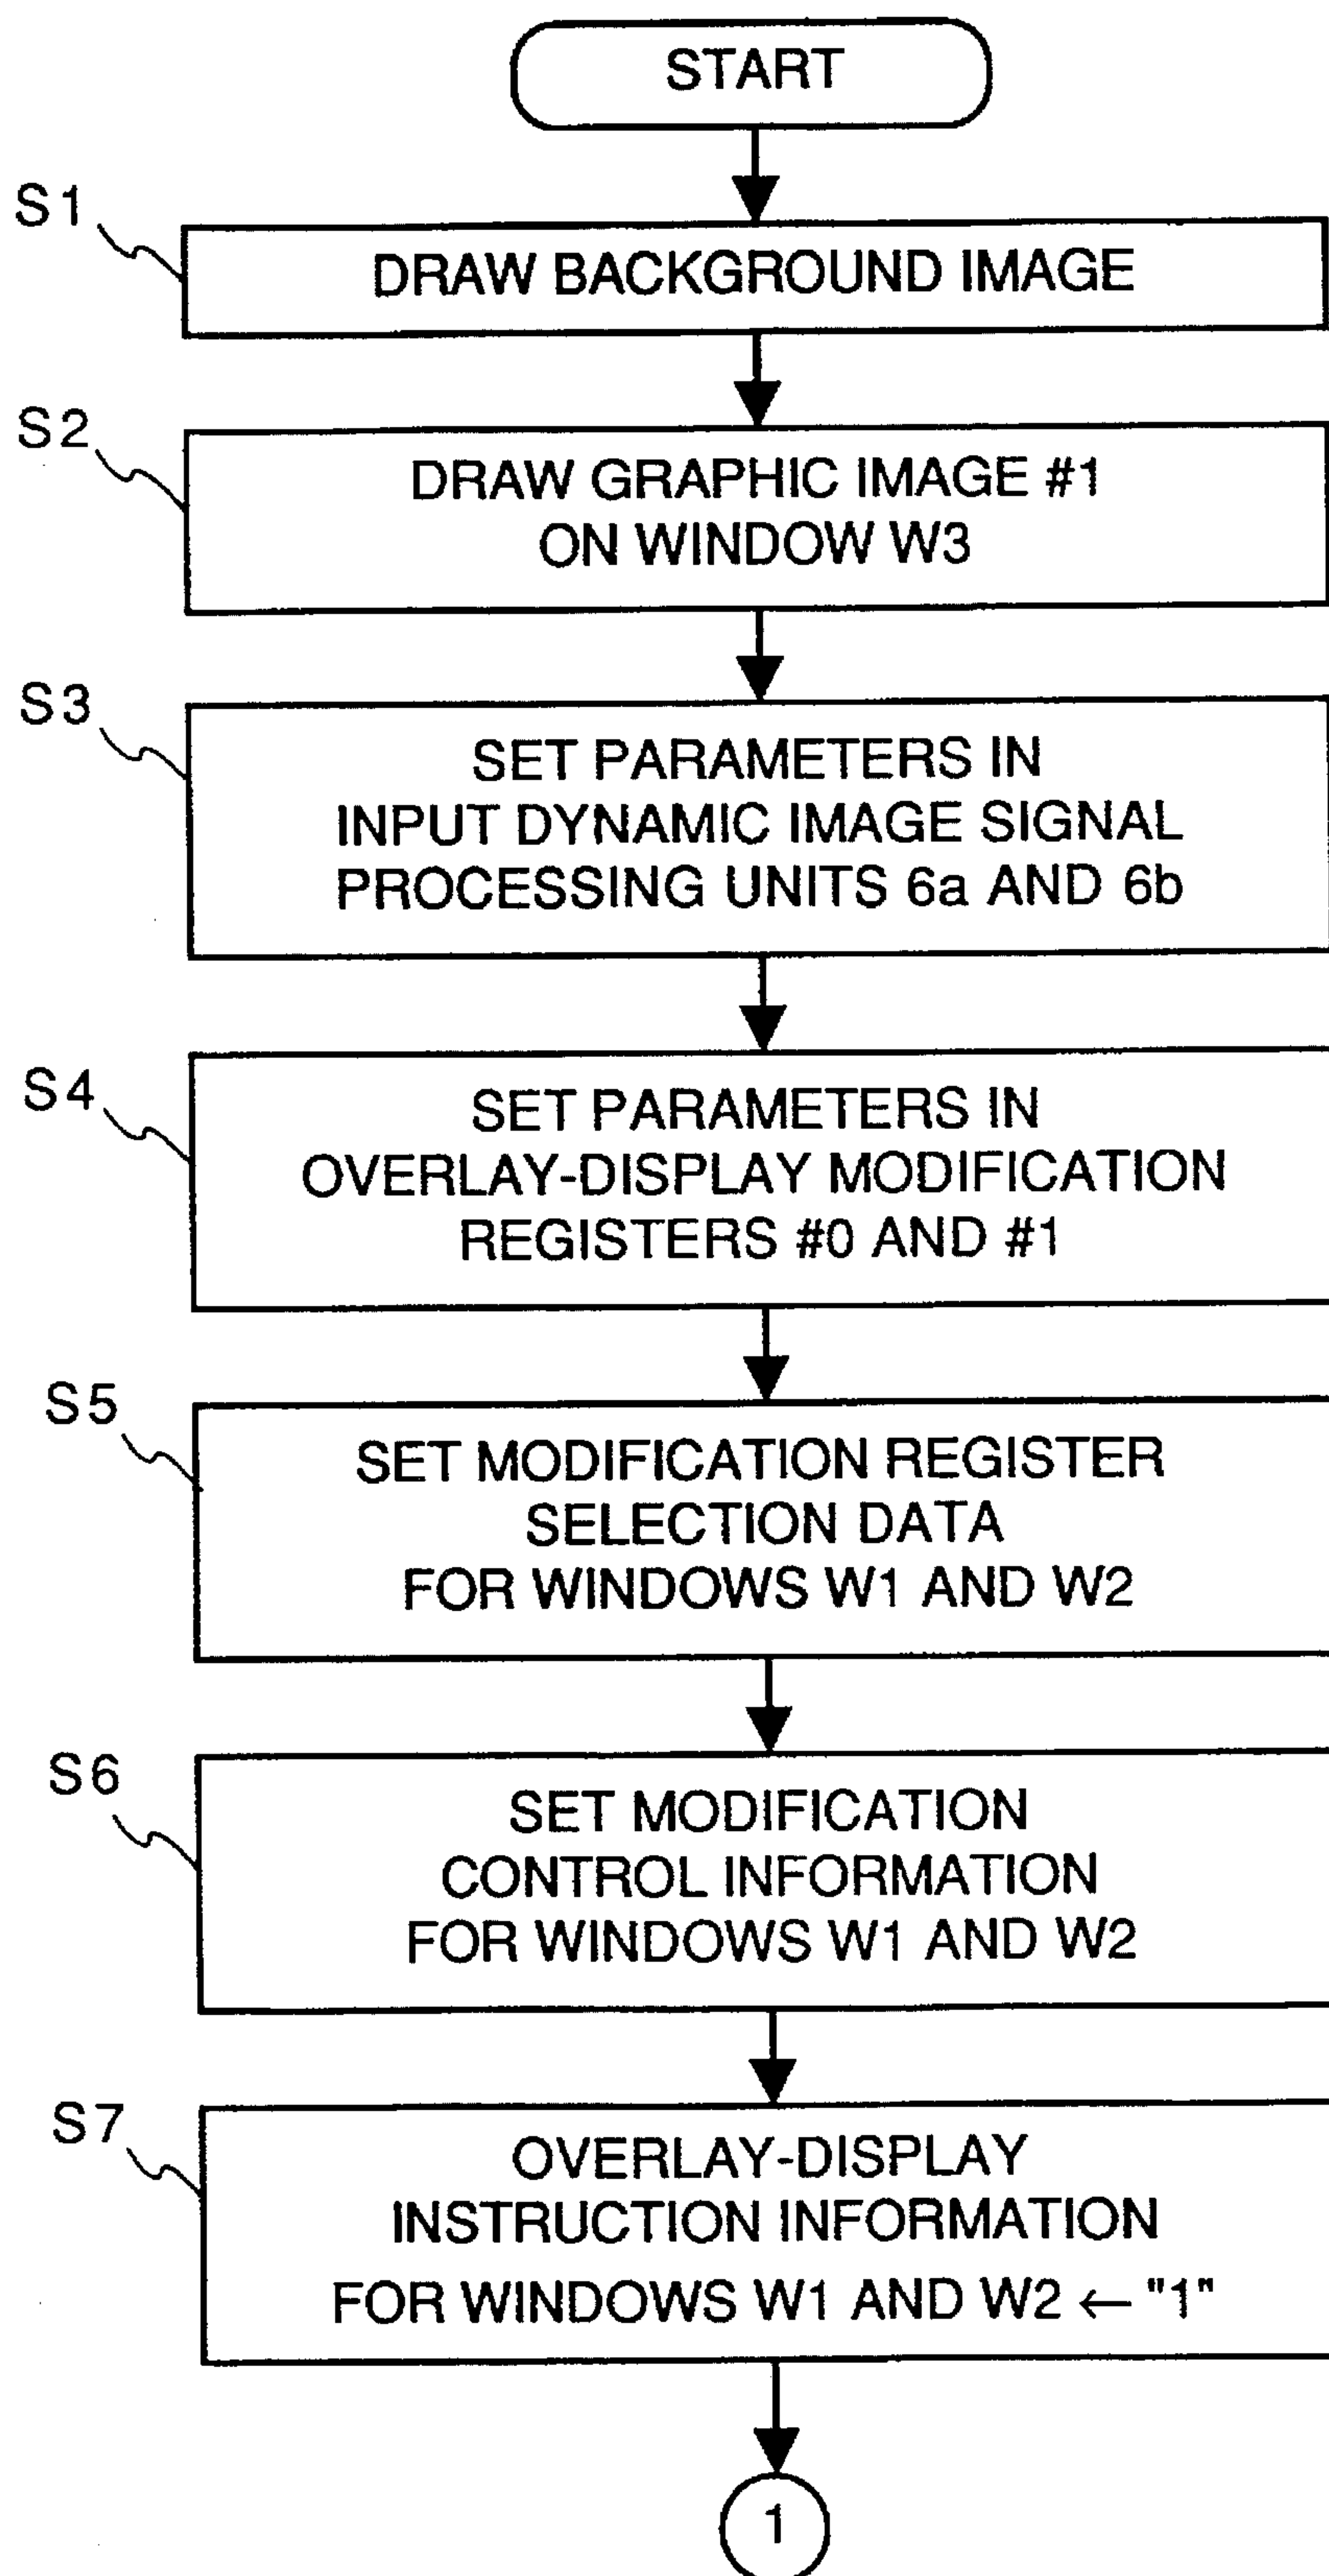 START
S1
DRAW BACKGROUND IMAGE
S2
DRAW GRAPHIC IMAGE #1
ON WINDOW W3
S3
SET PARAMETERS IN
INPUT DYNAMIC IMAGE SIGNAL
PROCESSING UNITS 6a AND 6b
S4
SET PARAMETERS IN
OVERLAY-DISPLAY MODIFICATION
REGISTERS #0 AND #1
S5
SET MODIFICATION REGISTER
SELECTION DATA
FOR WINDOWS W1 AND W2
S6
SET MODIFICATION
CONTROL INFORMATION
FOR WINDOWS W1 AND W2
S7
OVERLAY-DISPLAY
INSTRUCTION INFORMATION
FOR WINDOWS W1 AND W2 ← "1"
1